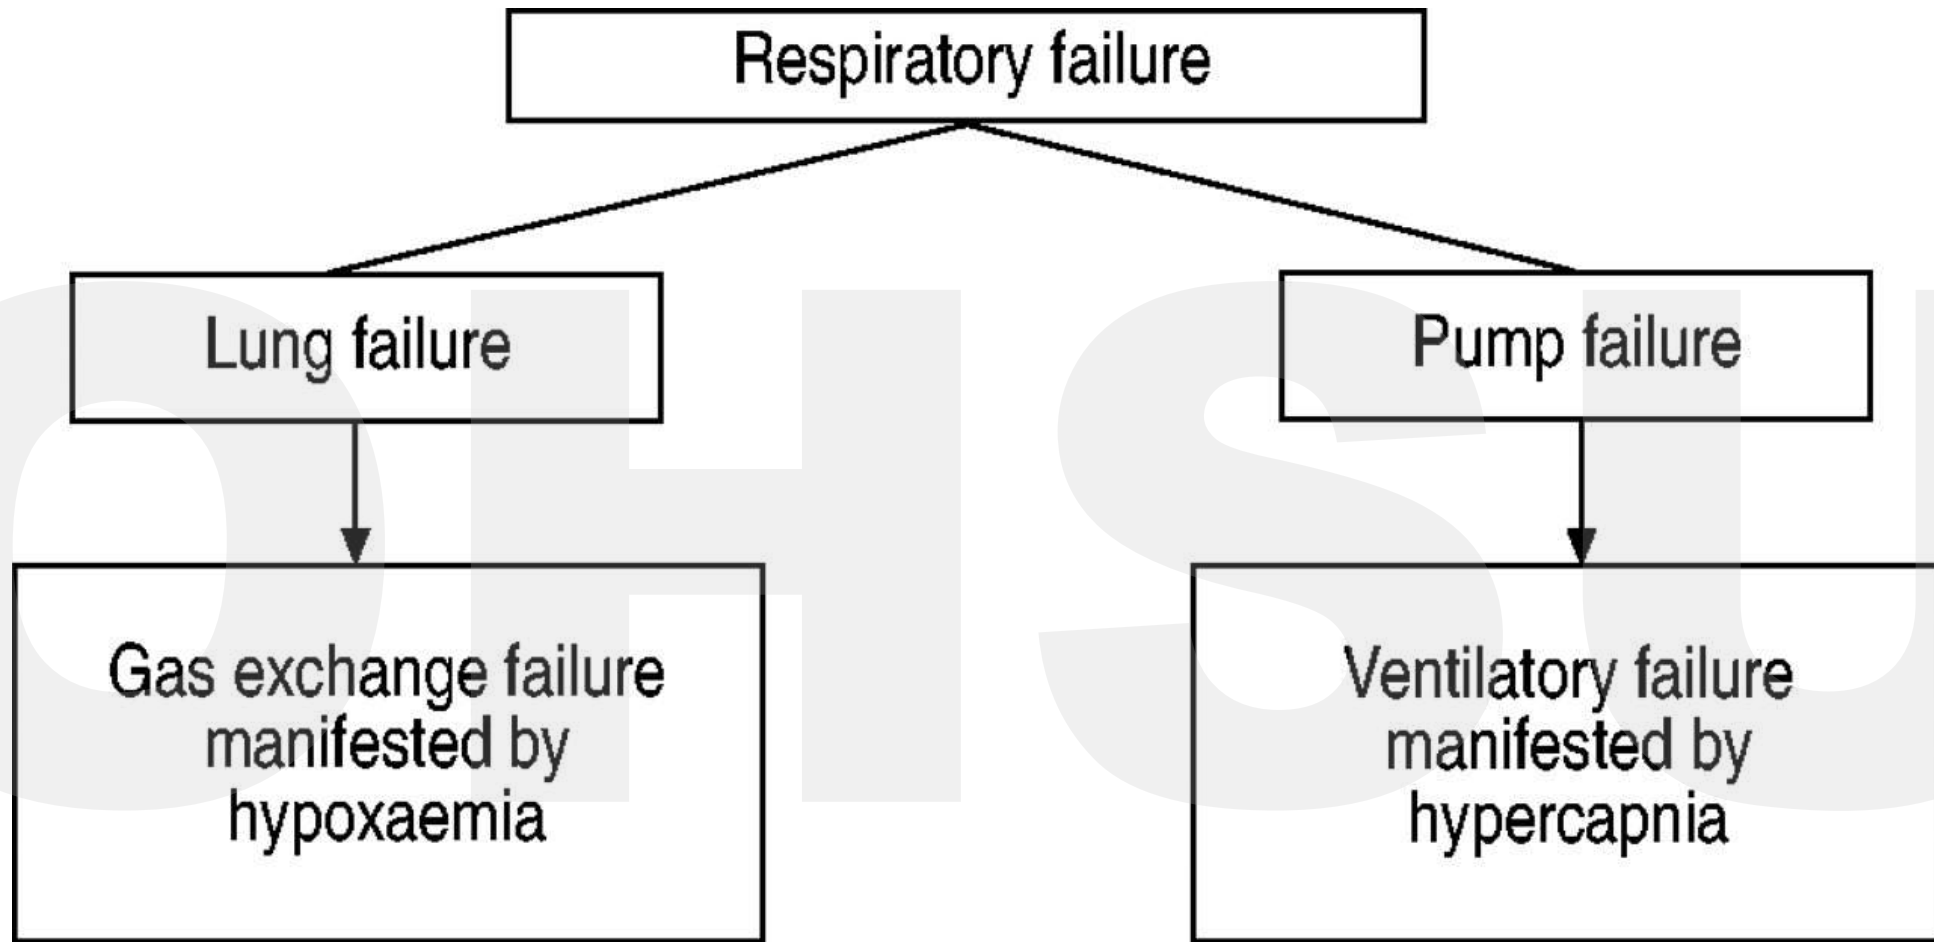 Respiratory failure
Lung failure
Pump failure
Gas exchange failure
manifested by
hypoxaemia
Ventilatory failure
manifested by
hypercapnia
OHSU